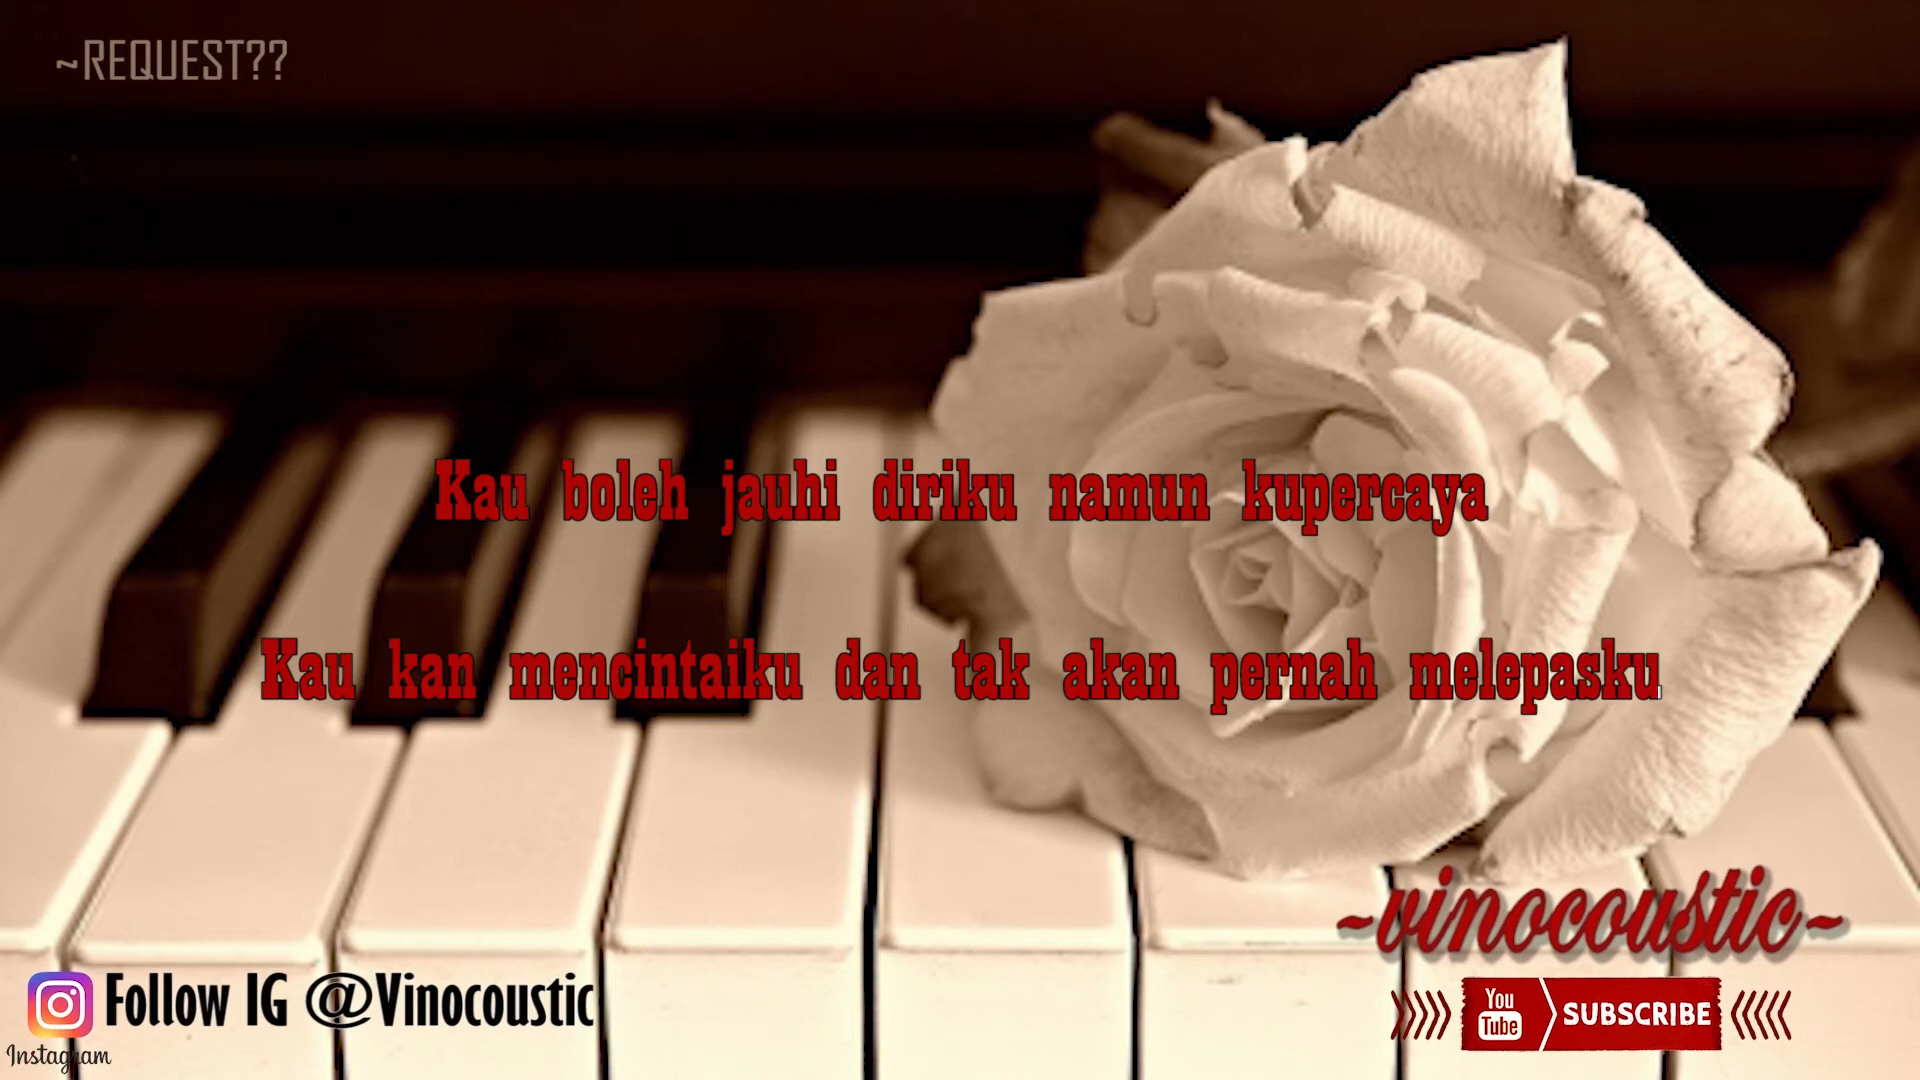 ~REQUEST??
Kau boleh jauhi diriku namun kupercaya
Kau kan mencintaiku dan tak akan pernah melepasku
~vinocoustic~
Follow IG @Vinocoustic
You
Tube
SUBSCRIBE
Instagram